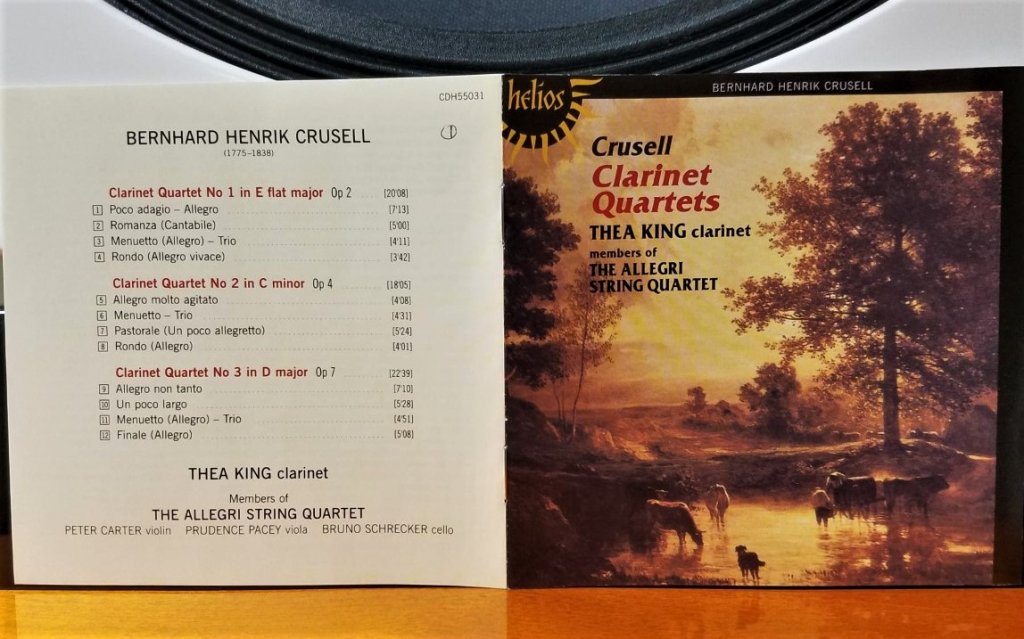 CDH55031
BERNHARD HENRIK CRUSELL
(1775–1838)
Clarinet Quartet No 1 in E flat major Op 2 [20'08]
1 Poco adagio – Allegro [7'13]
2 Romanza (Cantabile) [5'00]
3 Menuetto (Allegro) – Trio [4'11]
4 Rondo (Allegro vivace) [3'42]
Clarinet Quartet No 2 in C minor Op 4 [18'05]
5 Allegro molto agitato [4'08]
6 Menuetto – Trio [4'31]
7 Pastorale (Un poco allegretto) [5'24]
8 Rondo (Allegro) [4'01]
Clarinet Quartet No 3 in D major Op 7 [22'39]
9 Allegro non tanto [7'10]
10 Un poco largo [5'28]
11 Menuetto (Allegro) – Trio [4'51]
12 Finale (Allegro) [5'08]
THEA KING clarinet
Members of
THE ALLEGRI STRING QUARTET
PETER CARTER violin PRUDENCE PACEY viola BRUNO SCHRECKER cello
helios
BERNHARD HENRIK CRUSELL
Crusell
Clarinet
Quartets
THEA KING clarinet
members of
THE ALLEGRI
STRING QUARTET